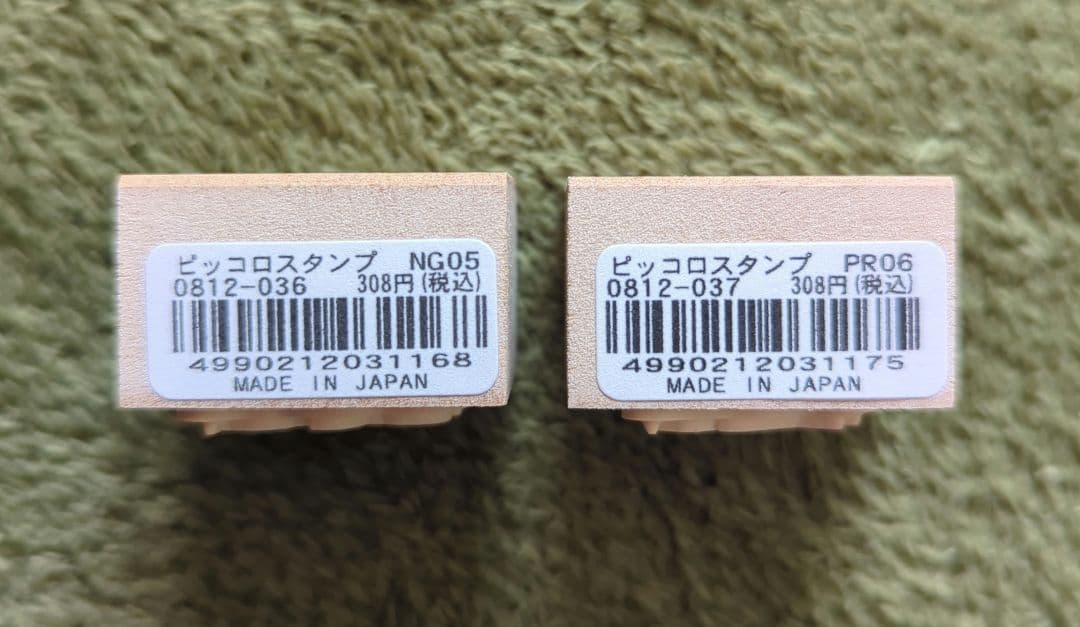 ピッコロスタンプ NG05
0812-036 308円(税込)
4990212031168
MADE IN JAPAN
ピッコロスタンプ PR06
0812-037 308円(税込)
4990212031175
MADE IN JAPAN